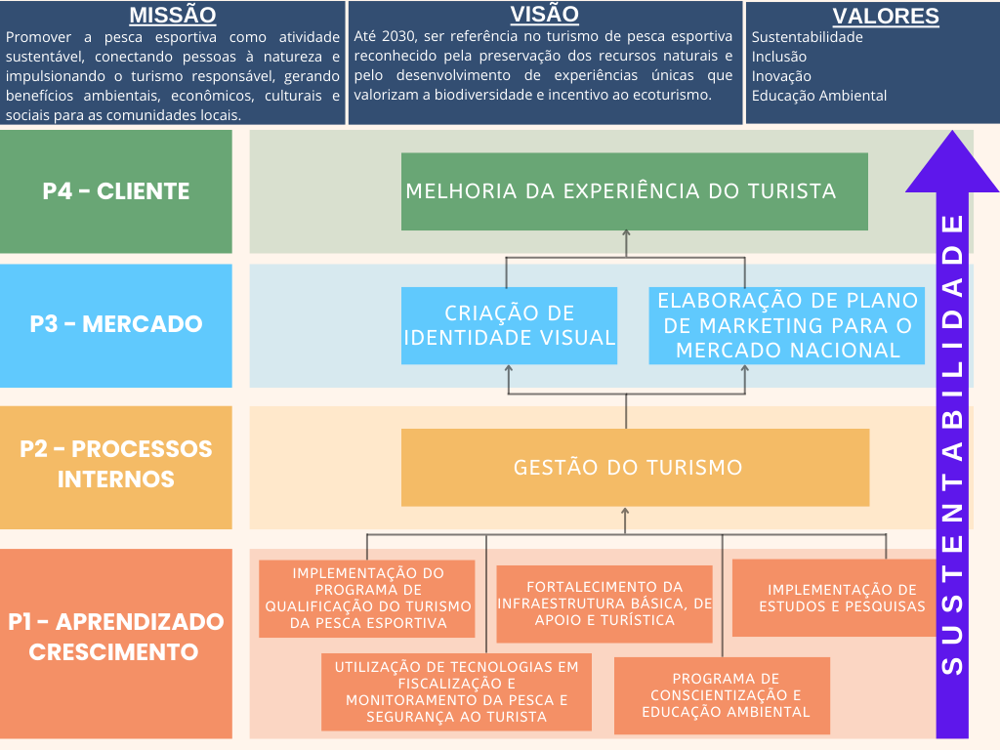 MISSÃO
Promover a pesca esportiva como atividade
sustentável, conectando pessoas à natureza e
impulsionando o turismo responsável, gerando
benefícios ambientais, econômicos, culturais e
sociais para as comunidades locais.
VISÃO
Até 2030, ser referência no turismo de pesca esportiva
reconhecido pela preservação dos recursos naturais e
pelo desenvolvimento de experiências únicas que
valorizam a biodiversidade e incentivo ao ecoturismo.
VALORES
Sustentabilidade
Inclusão
Inovação
Educação Ambiental
P4 - CLIENTE
MELHORIA DA EXPERIÊNCIA DO TURISTA
P3 - MERCADO
CRIAÇÃO DE
IDENTIDADE VISUAL
ELABORAÇÃO DE PLANO
DE MARKETING PARA O
MERCADO NACIONAL
P2 - PROCESSOS
INTERNOS
GESTÃO DO TURISMO
P1 - APRENDIZADO
CRESCIMENTO
IMPLEMENTAÇÃO DO
PROGRAMA DE
QUALIFICAÇÃO DO TURISMO
DA PESCA ESPORTIVA
FORTALECIMENTO DA
INFRAESTRUTURA BÁSICA, DE
APOIO E TURÍSTICA
IMPLEMENTAÇÃO DE
ESTUDOS E PESQUISAS
UTILIZAÇÃO DE TECNOLOGIAS EM
FISCALIZAÇÃO E
MONITORAMENTO DA PESCA E
SEGURANÇA AO TURISTA
PROGRAMA DE
CONSCIENTIZAÇÃO E
EDUCAÇÃO AMBIENTAL
SUSTENTABILIDADE